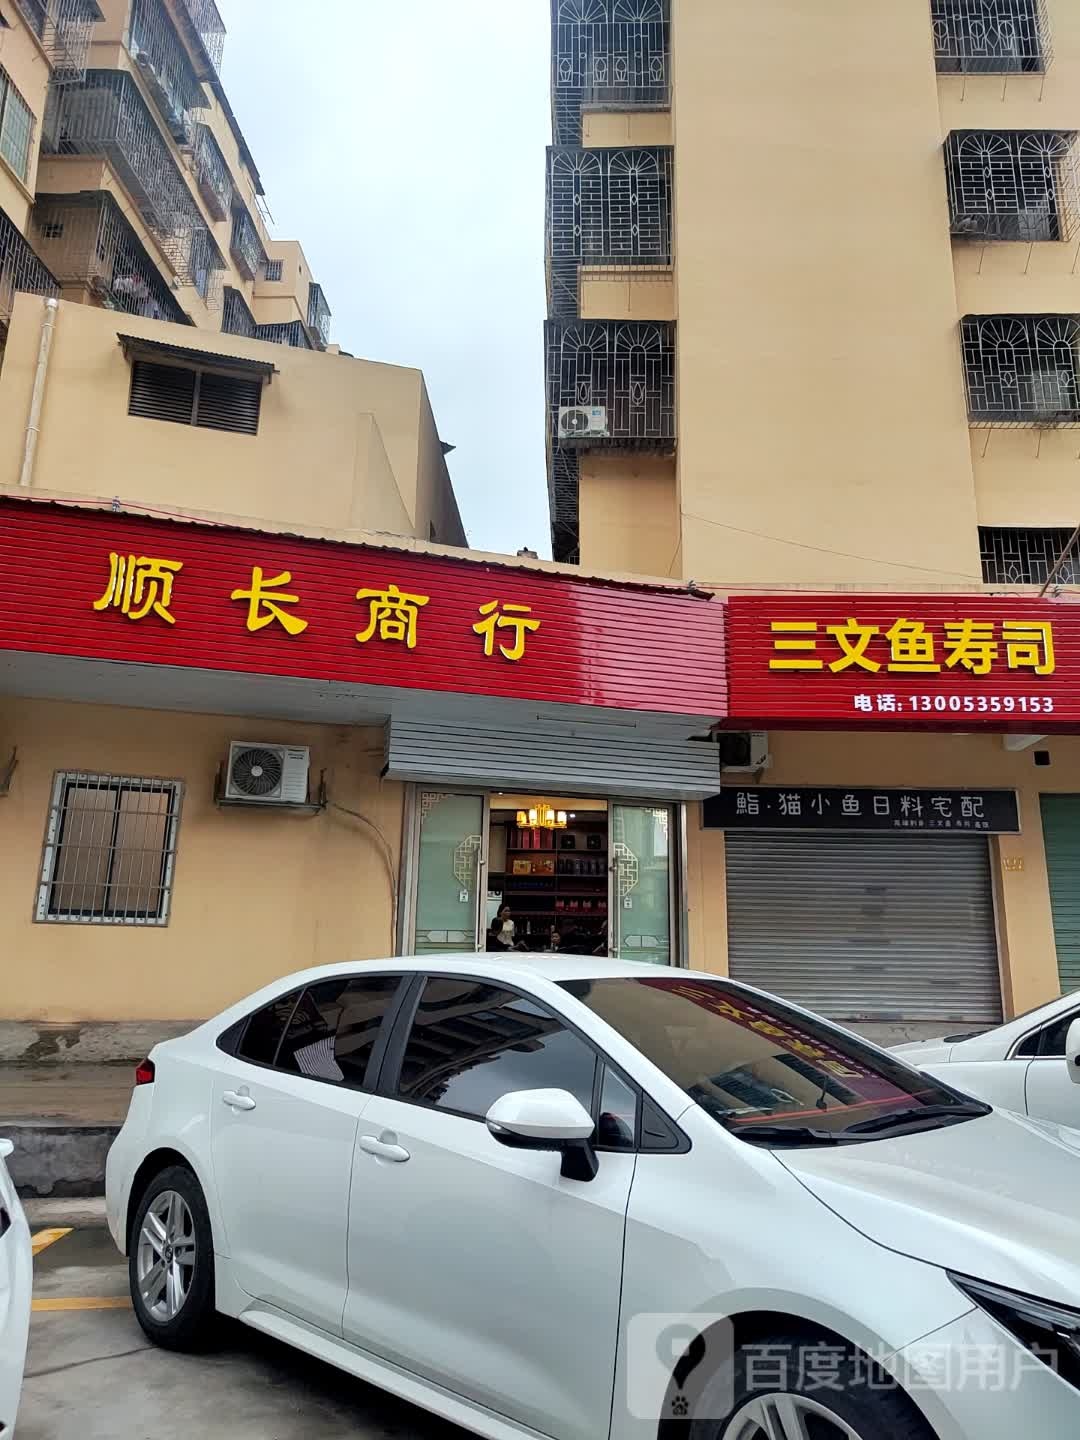 顺长商行
三文鱼寿司
电话: 13005359153
鮨·猫小鱼日料宅配
百度地图用户